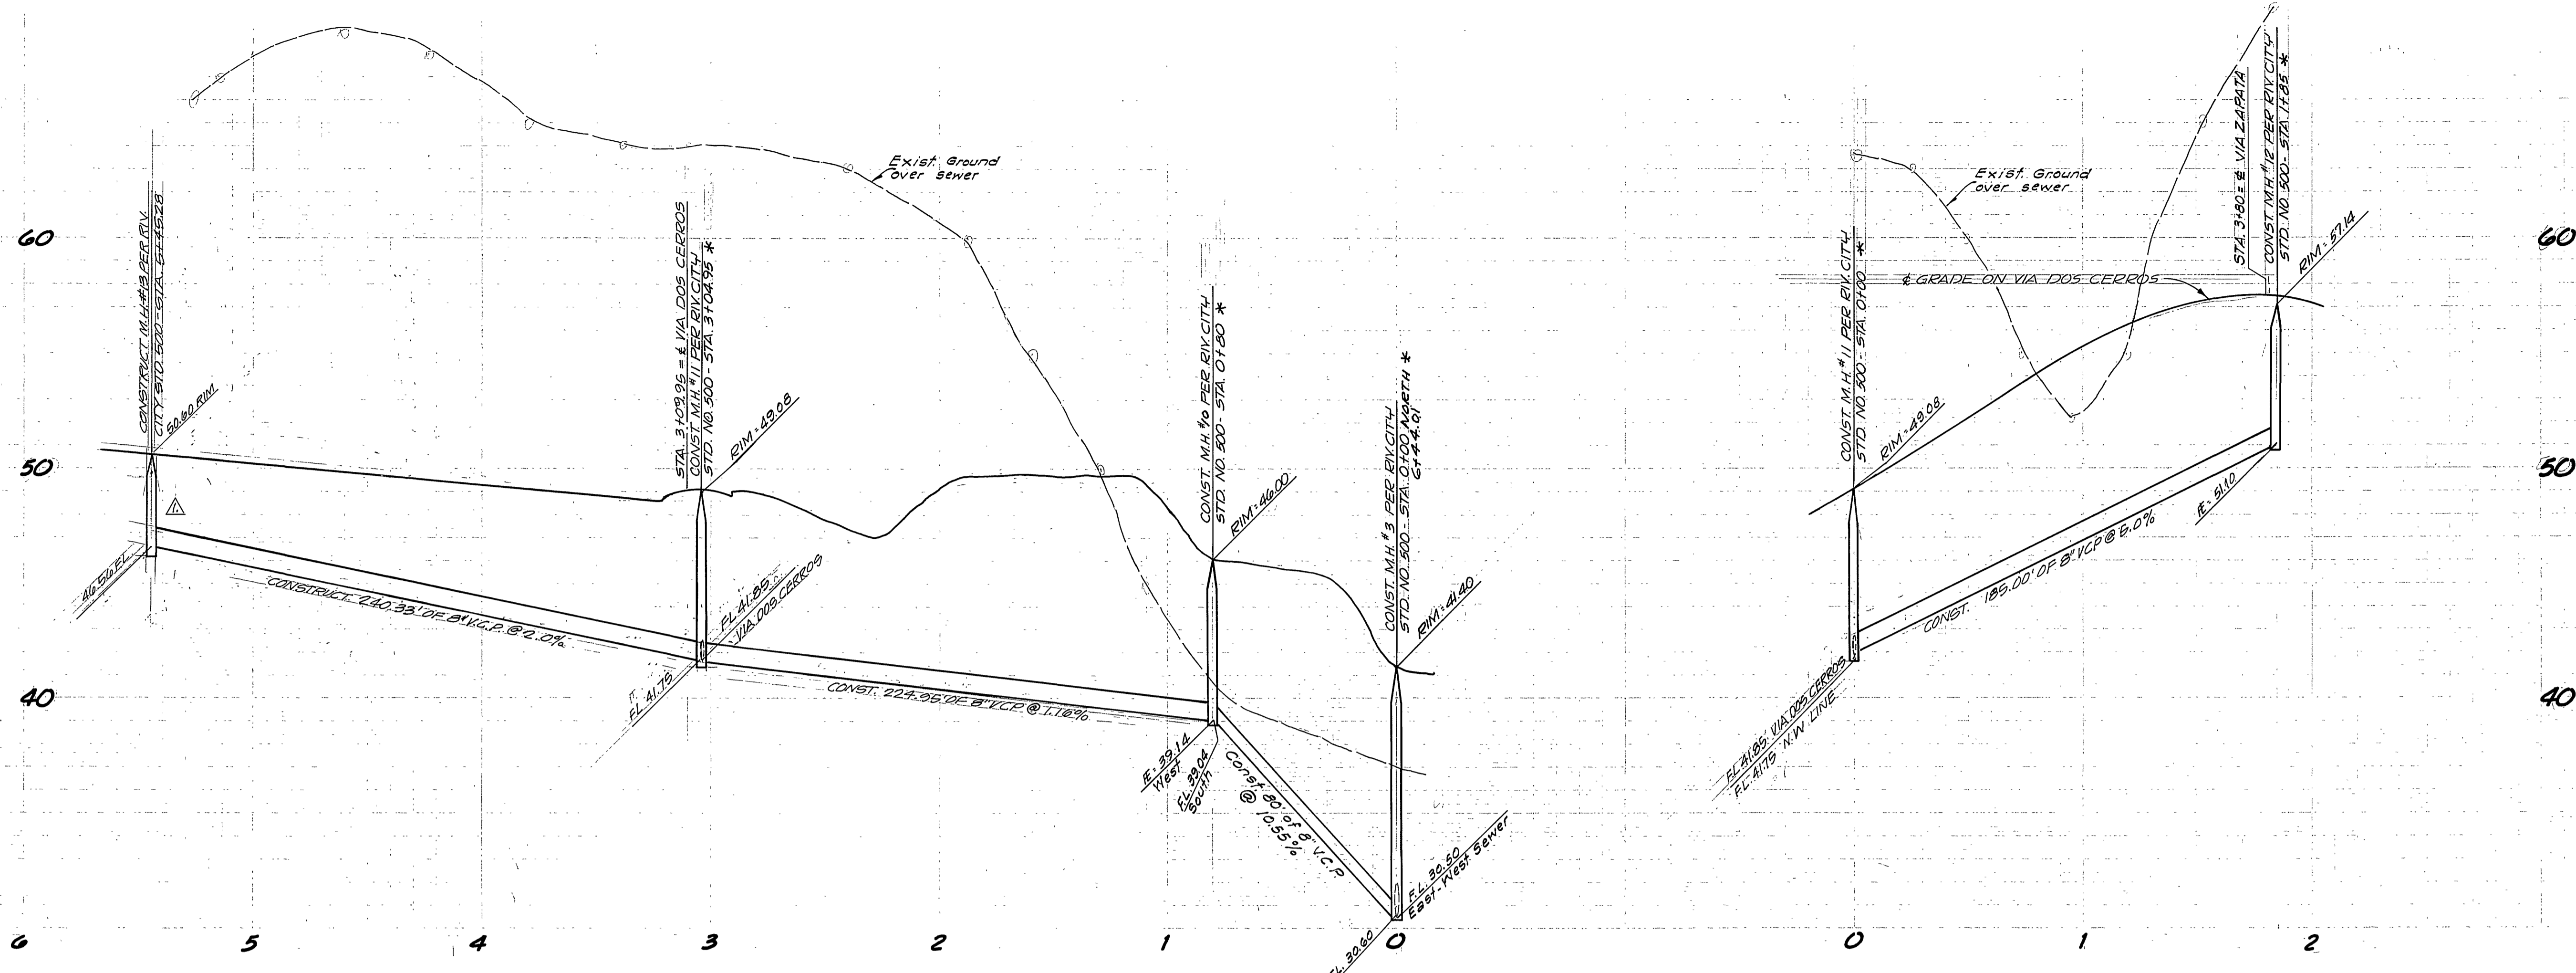 60
50
40
CONSTRUCT M.H. #13 PER RIV.
CITY STD. 500 - STA. 5+45.28
50.60 RIM
1.
46.56 F.L.
CONSTRUCT 240.33' OF 8" V.C.P. @ 2.0%
STA. 3+09.95 = ℄ VIA DOS CERROS
CONST. M.H. #11 PER RIV. CITY
STD. NO. 500 - STA. 3+04.95 *
RIM = 49.08
FL 41.85
VIA DOS CERROS
F.L. 41.75
CONST. 224.95' OF 8" V.C.P. @ 1.16%
Exist. Ground
over sewer
CONST. M.H. #10 PER RIV. CITY
STD. NO. 500 - STA. 0+80 *
RIM = 46.00
FL = 39.14
West
F.L. 39.04
South
Const. 80' of 8" V.C.P.
@ 10.55%
CONST. M.H. #3 PER RIV. CITY
STD. NO. 500 - STA. 0+00 NORTH *
6+44.01
RIM = 41.40
F.L. 30.50
East-West Sewer
F.L. 30.60
6
5
4
3
2
1
0
CONST. M.H. #11 PER RIV. CITY
STD. NO. 500 - STA. 0+00 *
RIM = 49.08
Exist. Ground
over sewer
℄ GRADE ON VIA DOS CERROS
STA. 3+80 = ℄ VIA ZAPATA
CONST. M.H. #12 PER RIV. CITY
STD. NO. 500 - STA. 1+85 *
RIM = 57.14
FL = 51.10
CONST. 185.00' OF 8" V.C.P. @ 5.0%
F.L. 41.85' VIA DOS CERROS
F.L. 41.75 N.W LINE
60
50
40
0
1
2